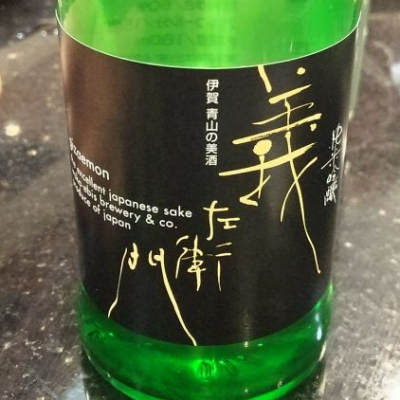 義
左衛
門
純米吟醸
伊賀 青山の美酒
gizaemon
excellent japanese sake
brewery & co.
of japan